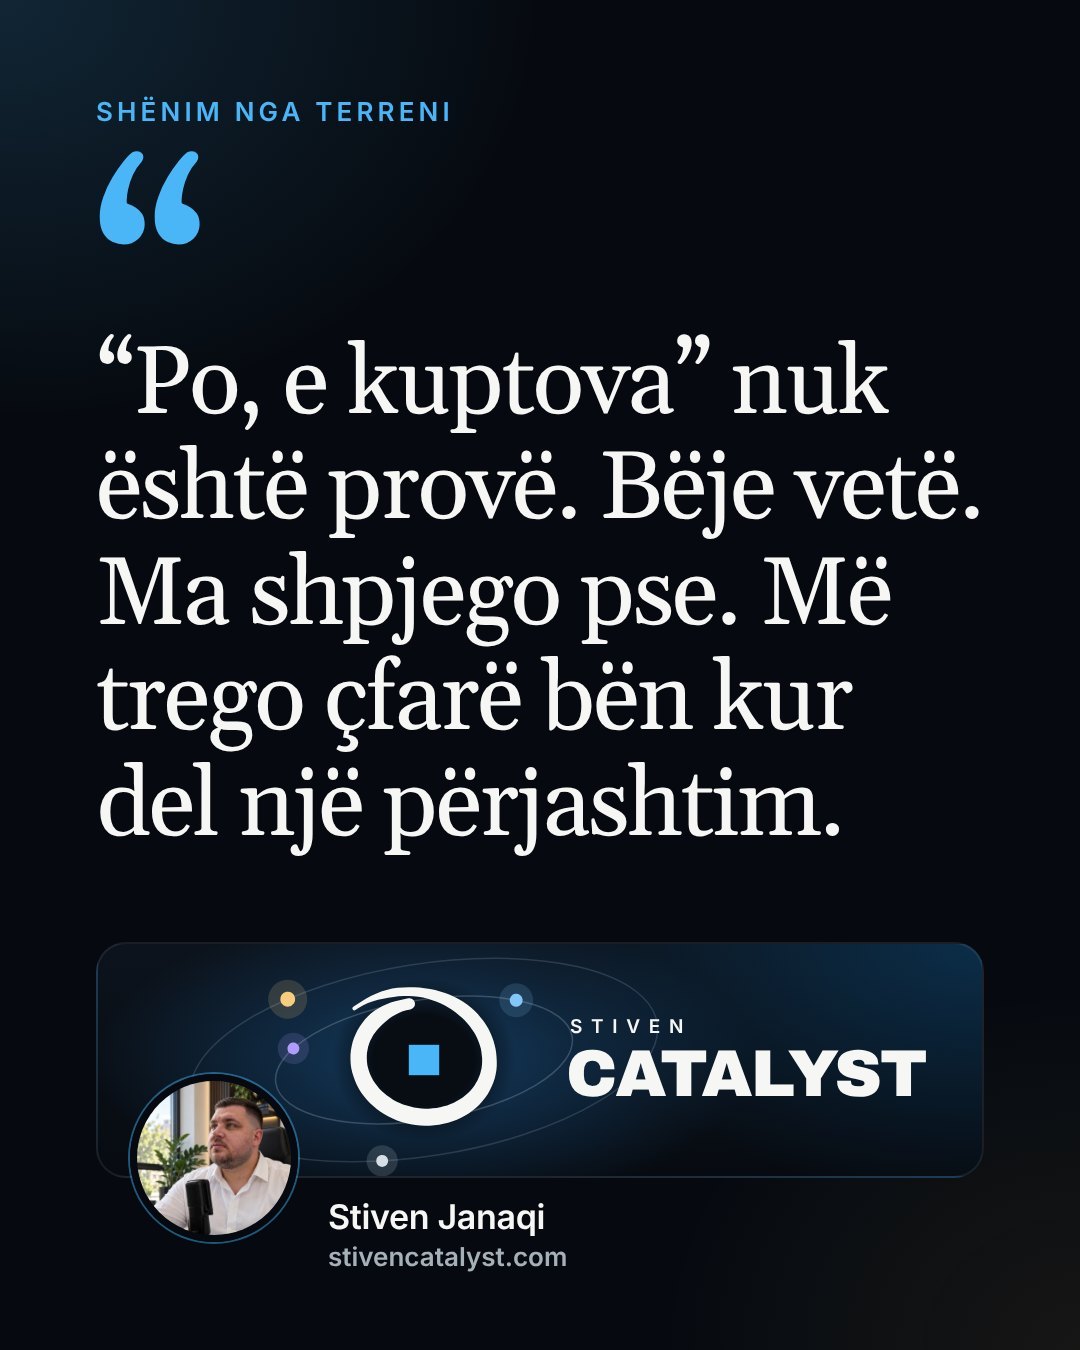 SHËNIM NGA TERRENI
“
“Po, e kuptova” nuk
është provë. Bëje vetë.
Ma shpjego pse. Më
trego çfarë bën kur
del një përjashtim.
STIVEN
CATALYST
Stiven Janaqi
stivencatalyst.com